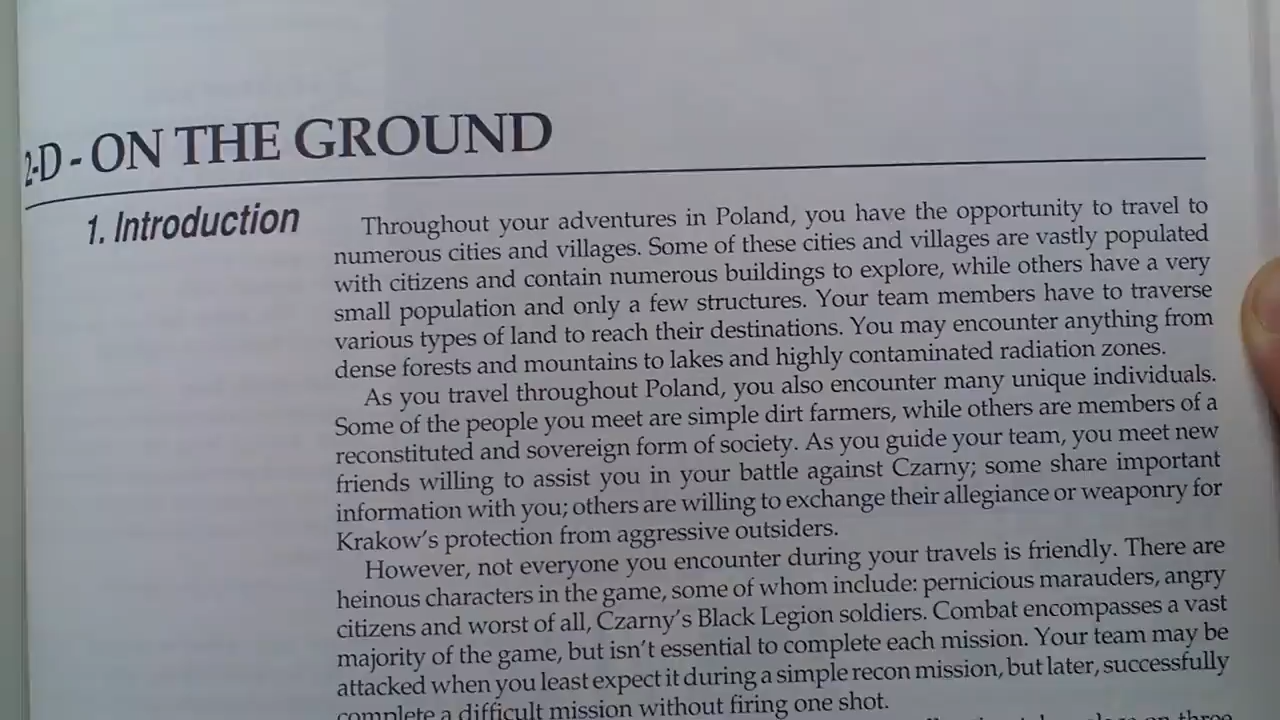 2-D - ON THE GROUND
1. Introduction
Throughout your adventures in Poland, you have the opportunity to travel to
numerous cities and villages. Some of these cities and villages are vastly populated
with citizens and contain numerous buildings to explore, while others have a very
small population and only a few structures. Your team members have to traverse
various types of land to reach their destinations. You may encounter anything from
dense forests and mountains to lakes and highly contaminated radiation zones.
As you travel throughout Poland, you also encounter many unique individuals.
Some of the people you meet are simple dirt farmers, while others are members of a
reconstituted and sovereign form of society. As you guide your team, you meet new
friends willing to assist you in your battle against Czarny; some share important
information with you; others are willing to exchange their allegiance or weaponry for
Krakow's protection from aggressive outsiders.
However, not everyone you encounter during your travels is friendly. There are
heinous characters in the game, some of whom include: pernicious marauders, angry
citizens and worst of all, Czarny's Black Legion soldiers. Combat encompasses a vast
majority of the game, but isn't essential to complete each mission. Your team may be
attacked when you least expect it during a simple recon mission, but later, successfully
complete a difficult mission without firing one shot.